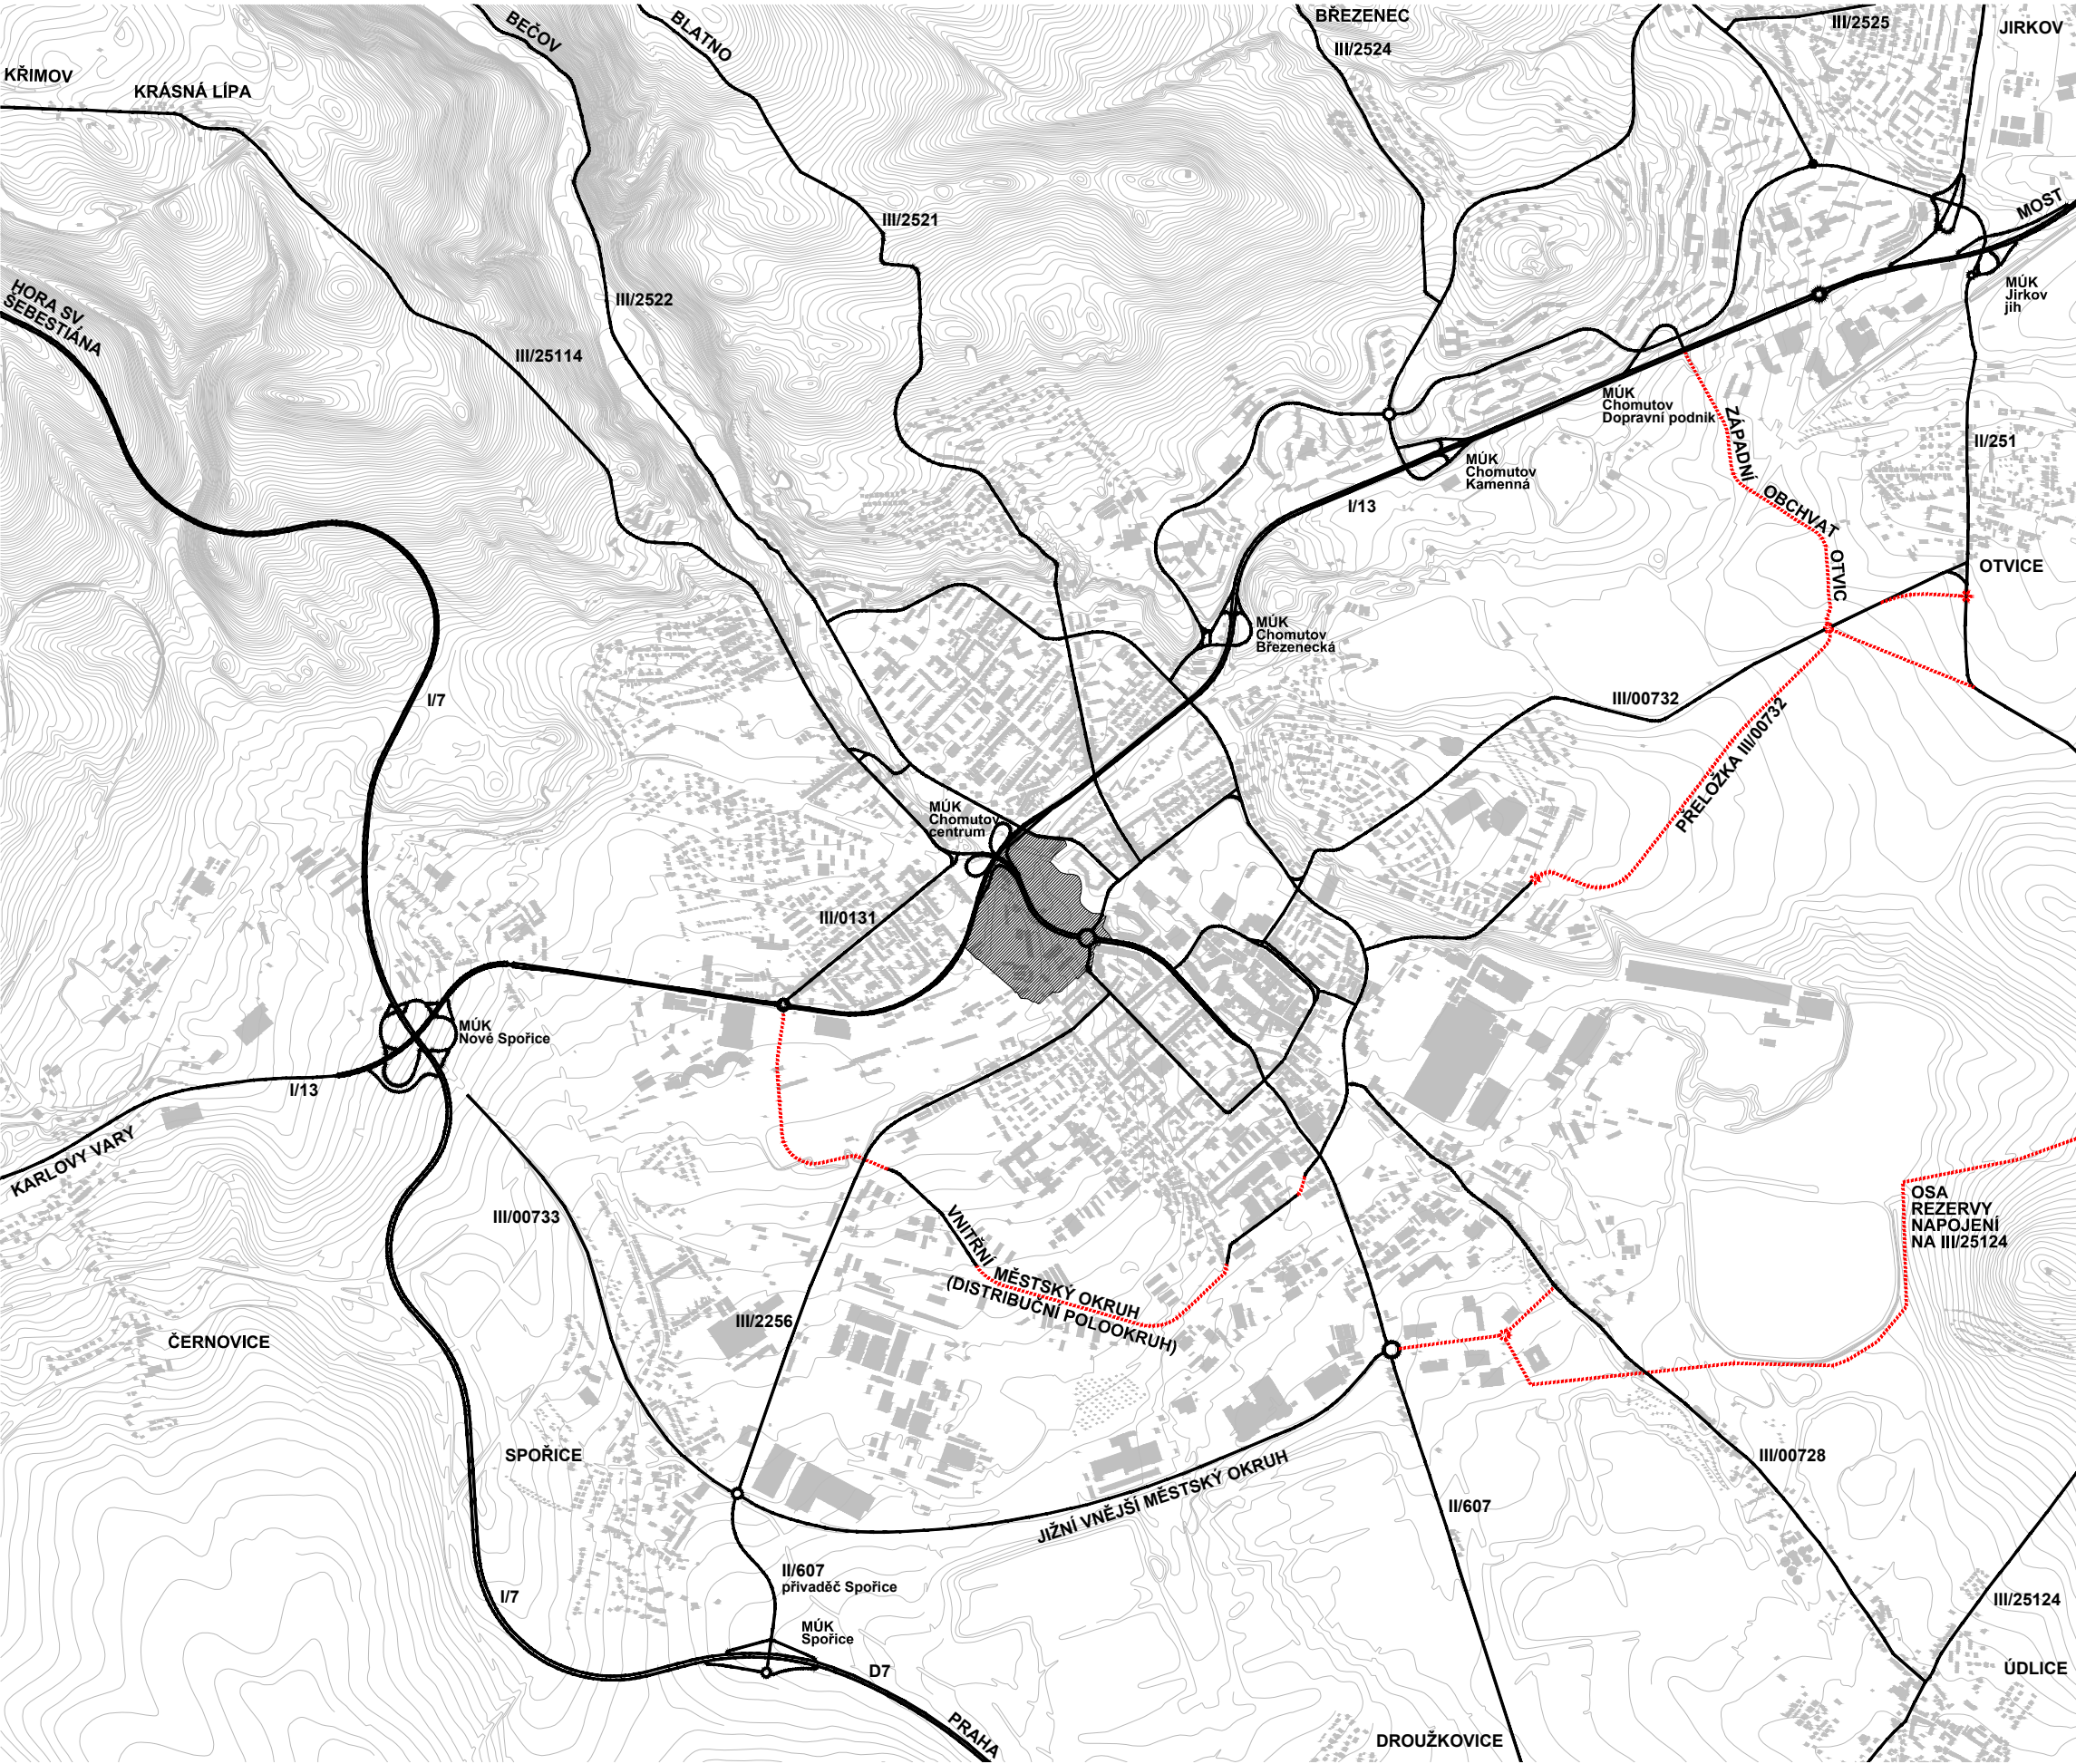 BEČOV
BLATNO
BŘEZENEC
III/2524
III/2525
JIRKOV
KŘIMOV
KRÁSNÁ LÍPA
III/2521
MOST
HORA SV
ŠEBESTIÁNA
III/2522
MÚK
Jirkov
jih
III/25114
MÚK
Chomutov
Dopravní podnik
ZÁPADNÍ
OBCHVAT
OTVIC
II/251
MÚK
Chomutov
Kamenná
I/13
OTVICE
MÚK
Chomutov
Březenecká
I/7
III/00732
PŘELOŽKA III/00732
MÚK
Chomutov
centrum
III/0131
MÚK
Nové Spořice
I/13
KARLOVY VARY
III/00733
VNITŘNÍ
MĚSTSKÝ OKRUH
(DISTRIBUČNÍ POLOOKRUH)
OSA
REZERVY
NAPOJENÍ
NA III/25124
III/2256
ČERNOVICE
SPOŘICE
JIŽNÍ VNĚJŠÍ MĚSTSKÝ OKRUH
III/00728
II/607
II/607
přivaděč Spořice
I/7
III/25124
MÚK
Spořice
D7
ÚDLICE
PRAHA
DROUŽKOVICE